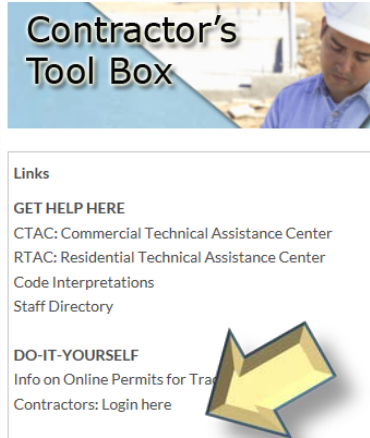 Contractor's
Tool Box
Links
GET HELP HERE
CTAC: Commercial Technical Assistance Center
RTAC: Residential Technical Assistance Center
Code Interpretations
Staff Directory
DO-IT-YOURSELF
Info on Online Permits for
Contractors: Login here